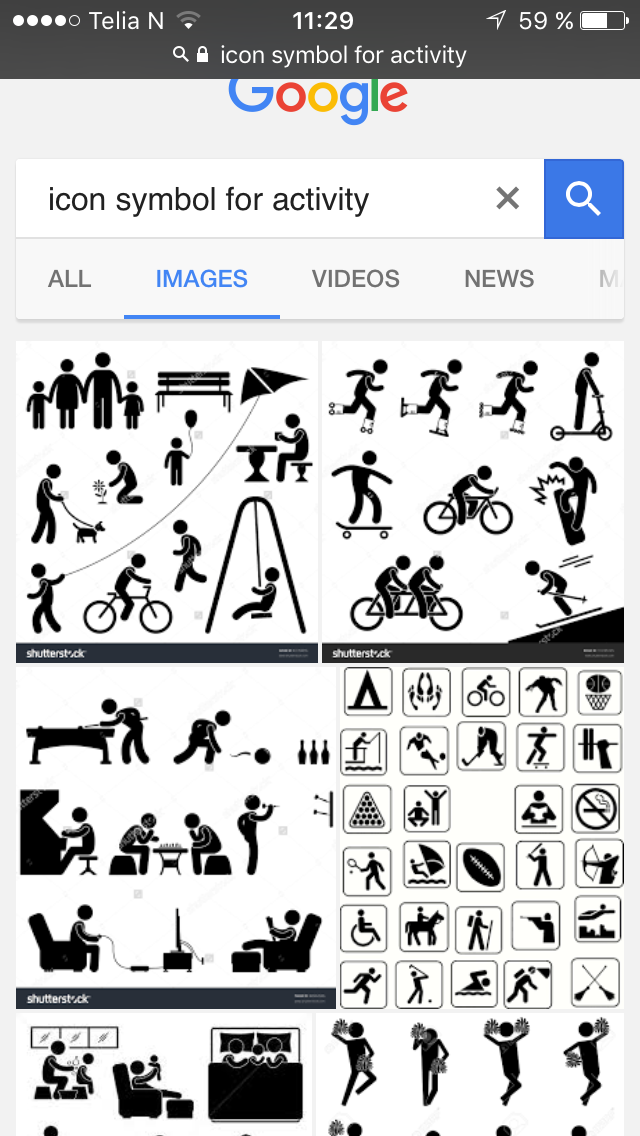 Telia N 11:29 59 %
icon symbol for activity
Google
icon symbol for activity
ALL IMAGES VIDEOS NEWS
shutterstock shutterstock
shutterstock